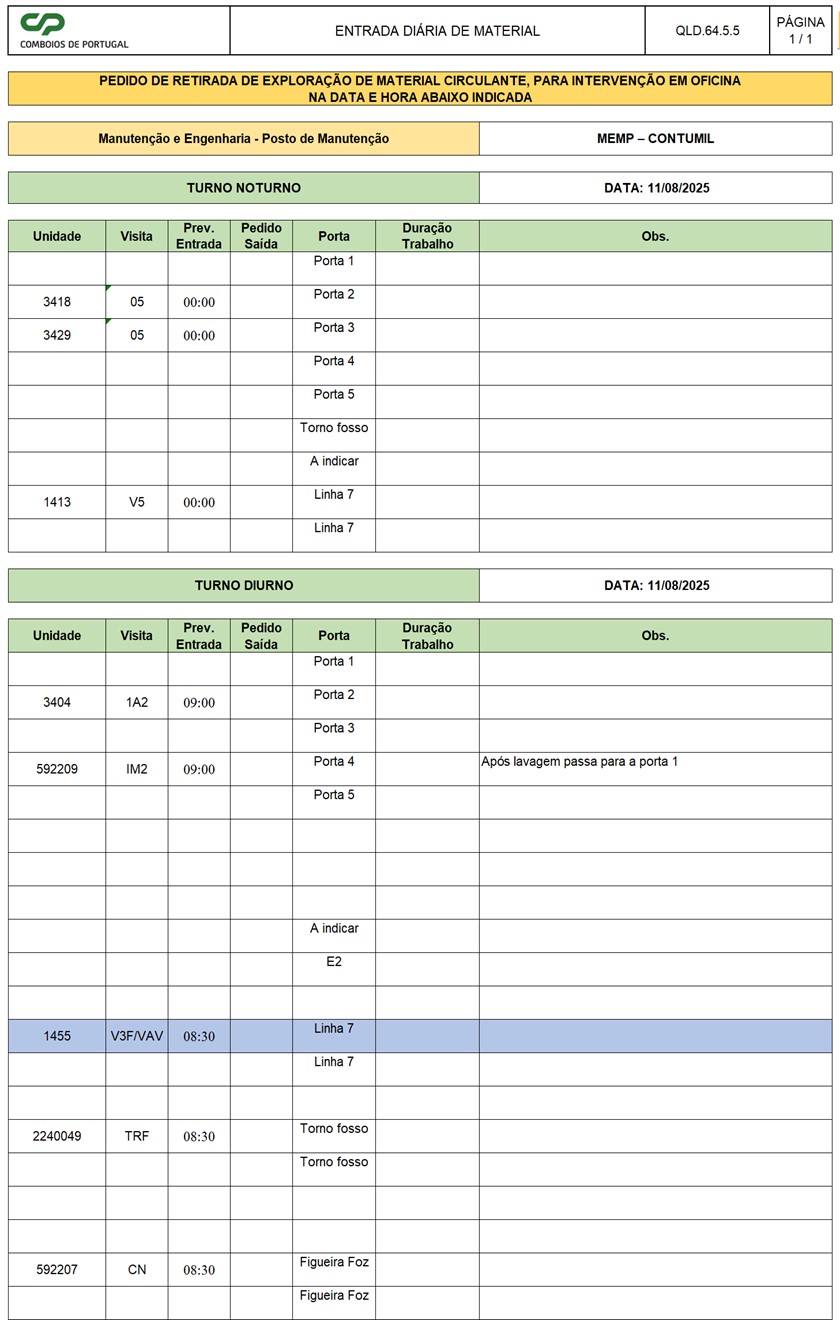 CP
COMBOIOS DE PORTUGAL
ENTRADA DIÁRIA DE MATERIAL
QLD.64.5.5
PÁGINA
1 / 1
PEDIDO DE RETIRADA DE EXPLORAÇÃO DE MATERIAL CIRCULANTE, PARA INTERVENÇÃO EM OFICINA
NA DATA E HORA ABAIXO INDICADA
Manutenção e Engenharia - Posto de Manutenção MEMP – CONTUMIL
TURNO NOTURNO DATA: 11/08/2025
Unidade Visita Prev. Entrada Pedido Saída Porta Duração Trabalho Obs.
Porta 1
3418 05 00:00 Porta 2
3429 05 00:00 Porta 3
Porta 4
Porta 5
Torno fosso
A indicar
1413 V5 00:00 Linha 7
Linha 7
TURNO DIURNO DATA: 11/08/2025
Unidade Visita Prev. Entrada Pedido Saída Porta Duração Trabalho Obs.
Porta 1
3404 1A2 09:00 Porta 2
Porta 3
592209 IM2 09:00 Porta 4 Após lavagem passa para a porta 1
Porta 5
A indicar
E2
1455 V3F/VAV 08:30 Linha 7
Linha 7
2240049 TRF 08:30 Torno fosso
Torno fosso
592207 CN 08:30 Figueira Foz
Figueira Foz